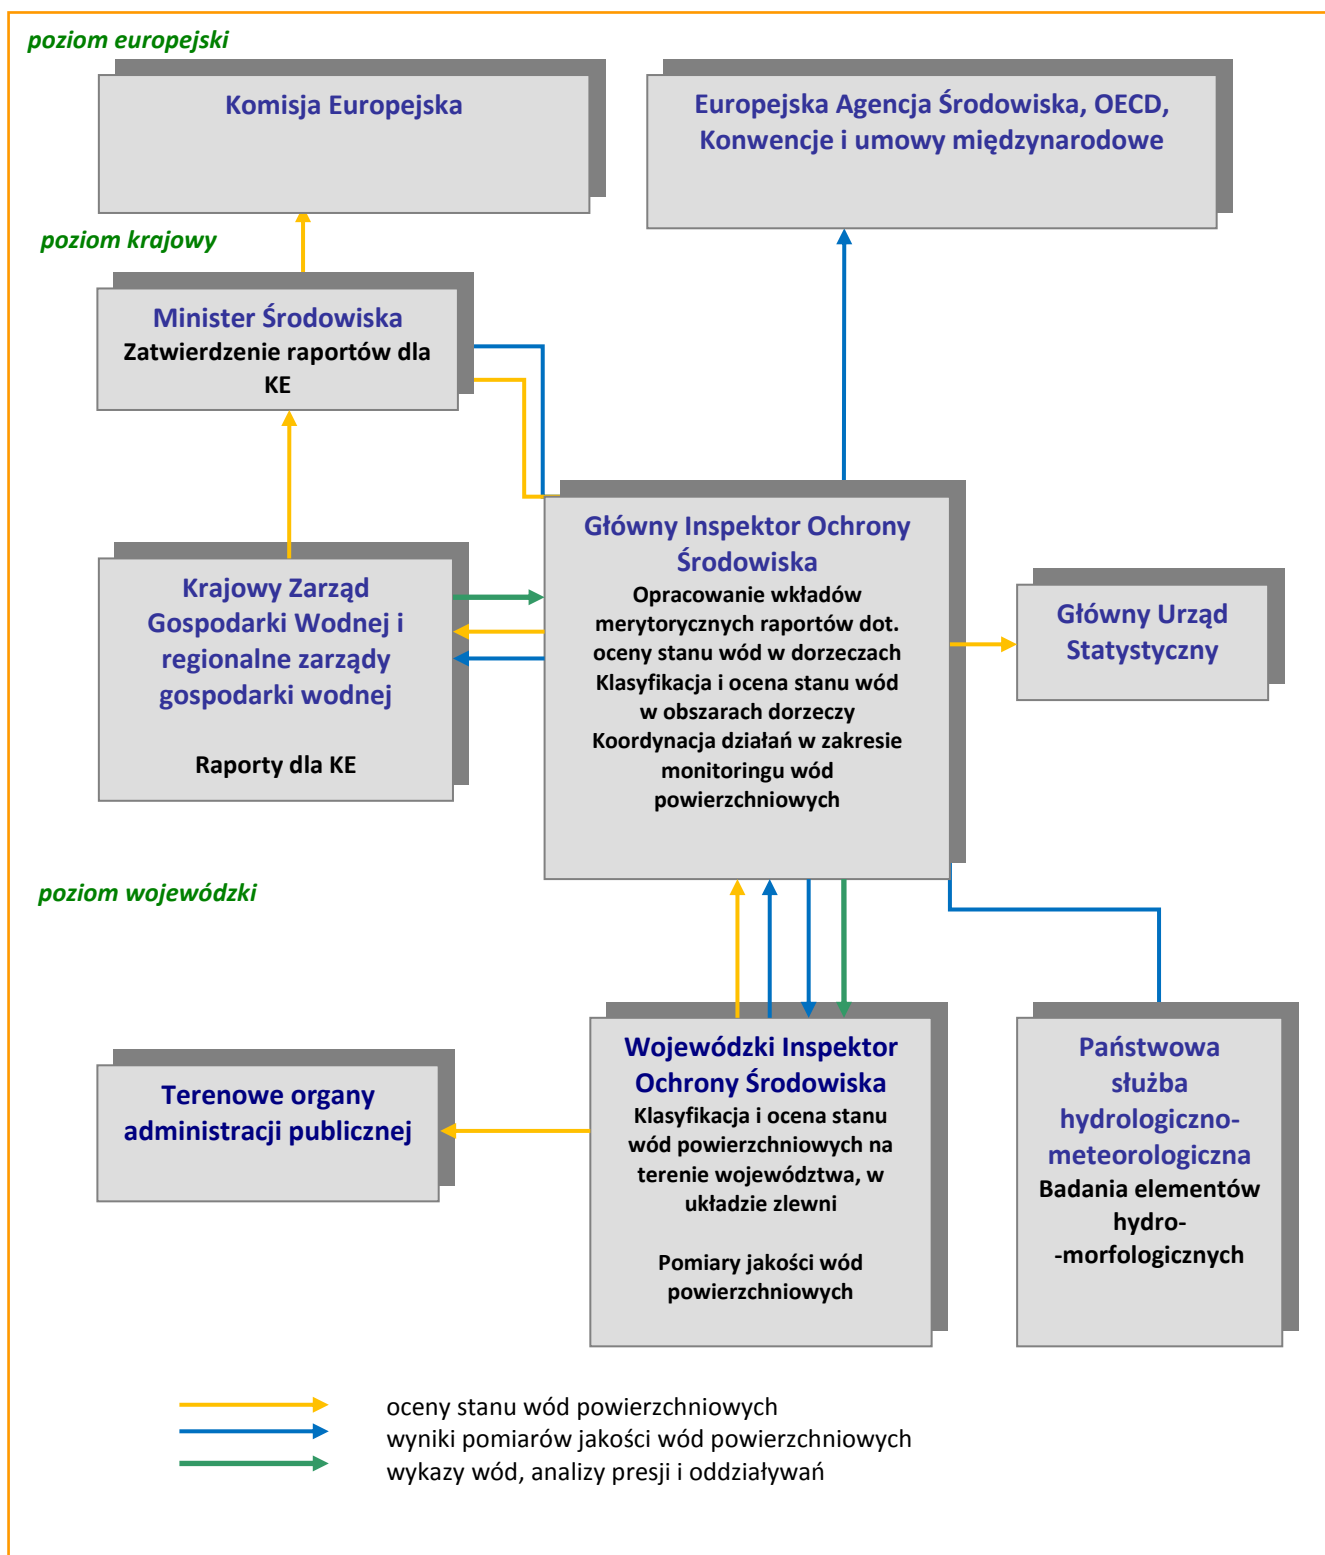 poziom europejski
Komisja Europejska
Europejska Agencja Środowiska, OECD,
Konwencje i umowy międzynarodowe
poziom krajowy
Minister Środowiska
Zatwierdzenie raportów dla
KE
Krajowy Zarząd
Gospodarki Wodnej i
regionalne zarządy
gospodarki wodnej
Raporty dla KE
Główny Inspektor Ochrony
Środowiska
Opracowanie wkładów
merytorycznych raportów dot.
oceny stanu wód w dorzeczach
Klasyfikacja i ocena stanu wód
w obszarach dorzeczy
Koordynacja działań w zakresie
monitoringu wód
powierzchniowych
Główny Urząd
Statystyczny
poziom wojewódzki
Terenowe organy
administracji publicznej
Wojewódzki Inspektor
Ochrony Środowiska
Klasyfikacja i ocena stanu
wód powierzchniowych na
terenie województwa, w
układzie zlewni
Pomiary jakości wód
powierzchniowych
Państwowa
służba
hydrologiczno-
meteorologiczna
Badania elementów
hydro-
-morfologicznych
oceny stanu wód powierzchniowych
wyniki pomiarów jakości wód powierzchniowych
wykazy wód, analizy presji i oddziaływań